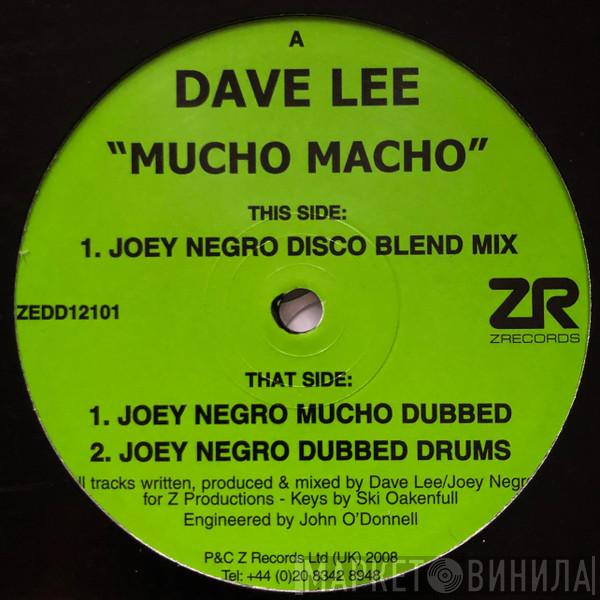 A
DAVE LEE
“MUCHO MACHO”
THIS SIDE:
1. JOEY NEGRO DISCO BLEND MIX
ZEDD12101
ZR
ZRECORDS
THAT SIDE:
1. JOEY NEGRO MUCHO DUBBED
2. JOEY NEGRO DUBBED DRUMS
ll tracks written, produced & mixed by Dave Lee/Joey Negro
for Z Productions - Keys by Ski Oakenfull
Engineered by John O’Donnell
P&C Z Records Ltd (UK) 2008
Tel: +44 (0)20 8342 8948
МАРКЕТ ВИНИЛА